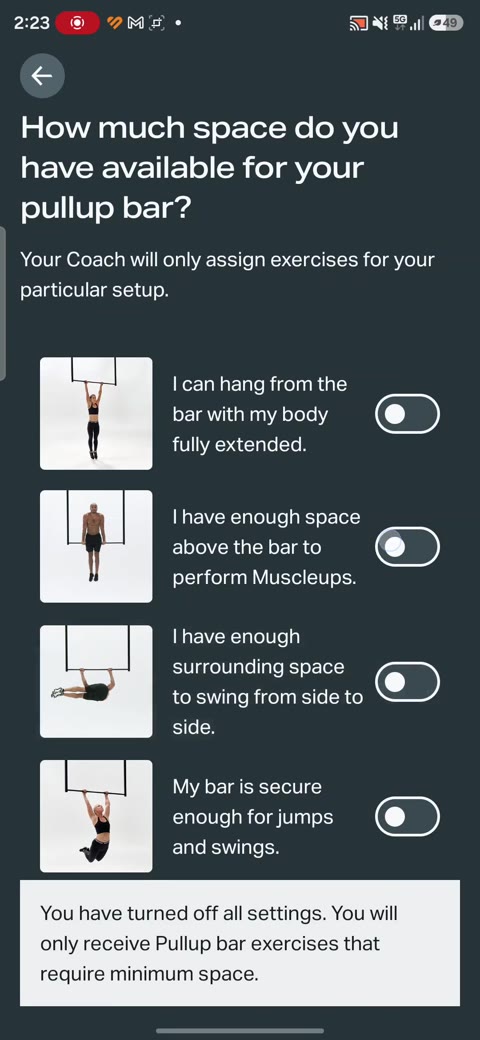 2:23
5G
49
How much space do you
have available for your
pullup bar?
Your Coach will only assign exercises for your
particular setup.
I can hang from the
bar with my body
fully extended.
I have enough space
above the bar to
perform Muscleups.
I have enough
surrounding space
to swing from side to
side.
My bar is secure
enough for jumps
and swings.
You have turned off all settings. You will
only receive Pullup bar exercises that
require minimum space.